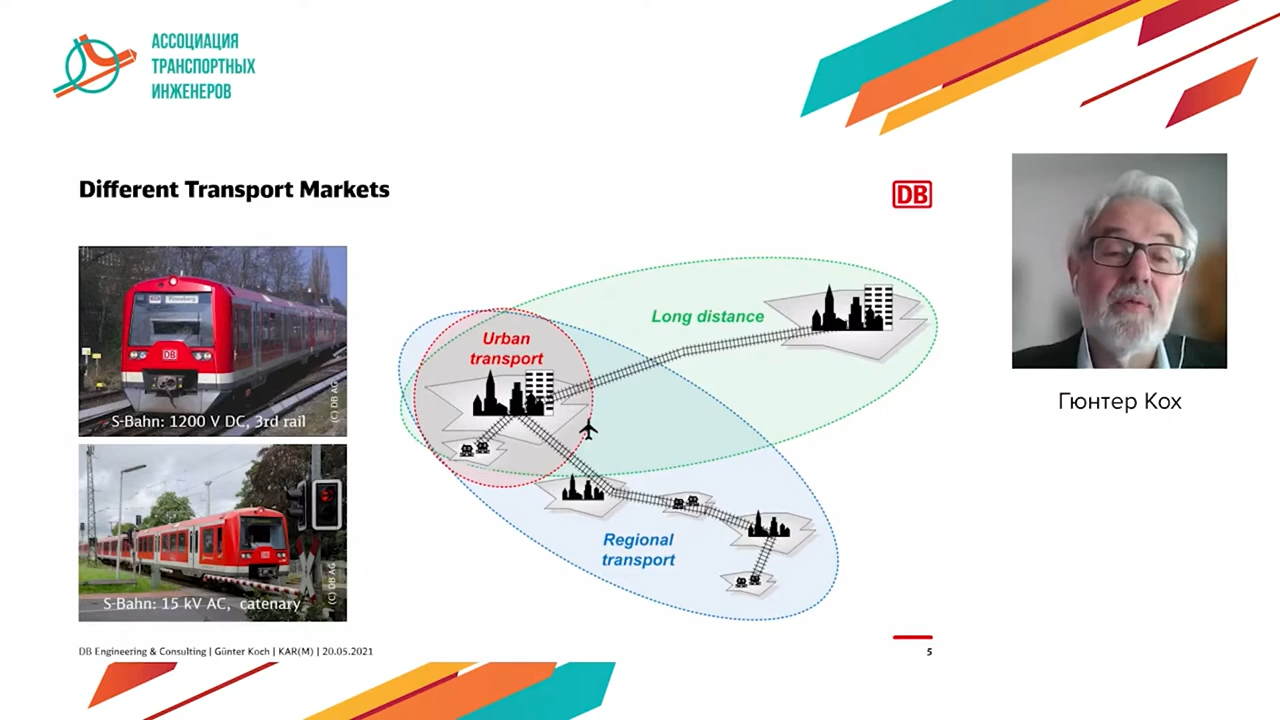 АССОЦИАЦИЯ
ТРАНСПОРТНЫХ
ИНЖЕНЕРОВ
Different Transport Markets
DB
DB
S-Bahn: 1200 V DC, 3rd rail
(C) DB AG
S-Bahn: 15 kV AC, catenary
(C) DB AG
Long distance
Urban
transport
Regional
transport
Гюнтер Кох
DB Engineering & Consulting | Günter Koch | KAR(M) | 20.05.2021
5